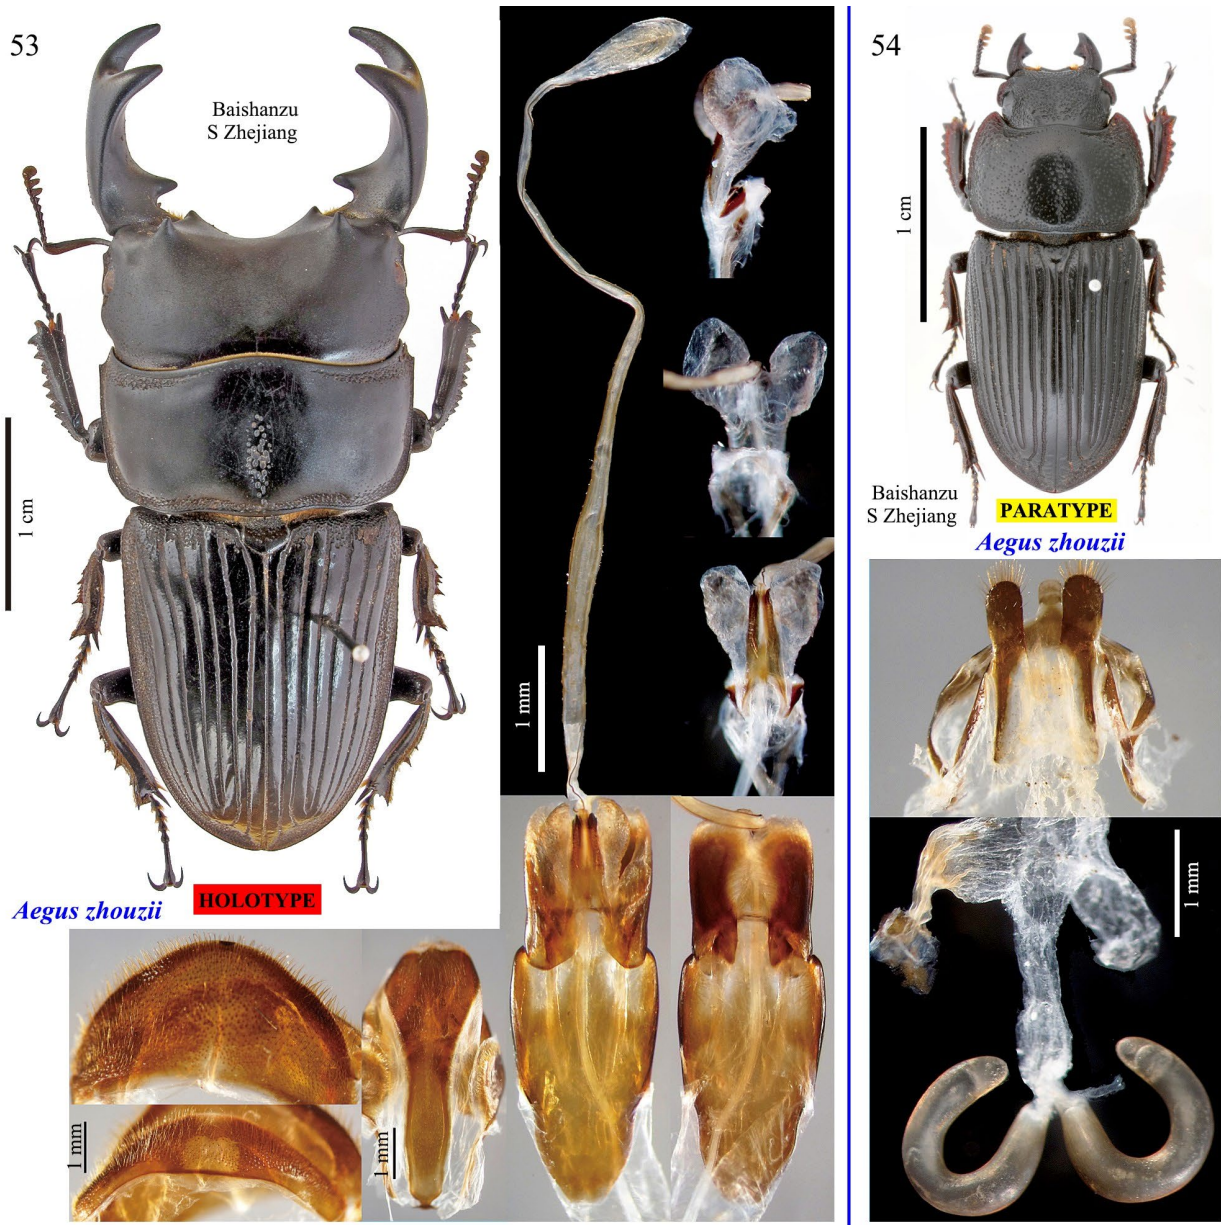 53
Baishanzu
S Zhejiang
1 cm
HOLOTYPE
Aegus zhouzii
1 mm
1 mm
1 mm
54
1 cm
Baishanzu
S Zhejiang
PARATYPE
Aegus zhouzii
1 mm